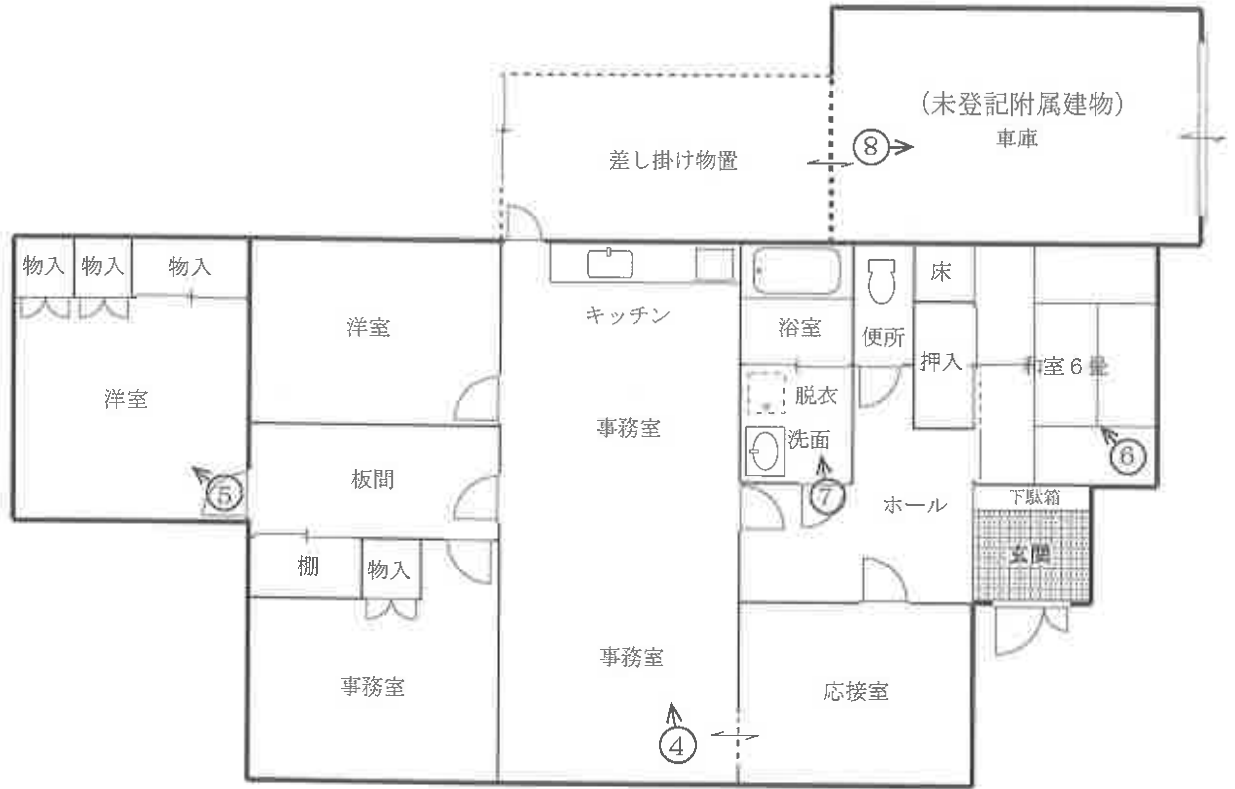 (未登記附属建物)
車庫
⑧
差し掛け物置
物入
物入
物入
洋室
⑤
洋室
キッチン
浴室
便所
床
押入
和室6畳
⑥
脱衣
洗面
⑦
事務室
板間
ホール
下駄箱
玄関
棚
物入
事務室
事務室
④
応接室